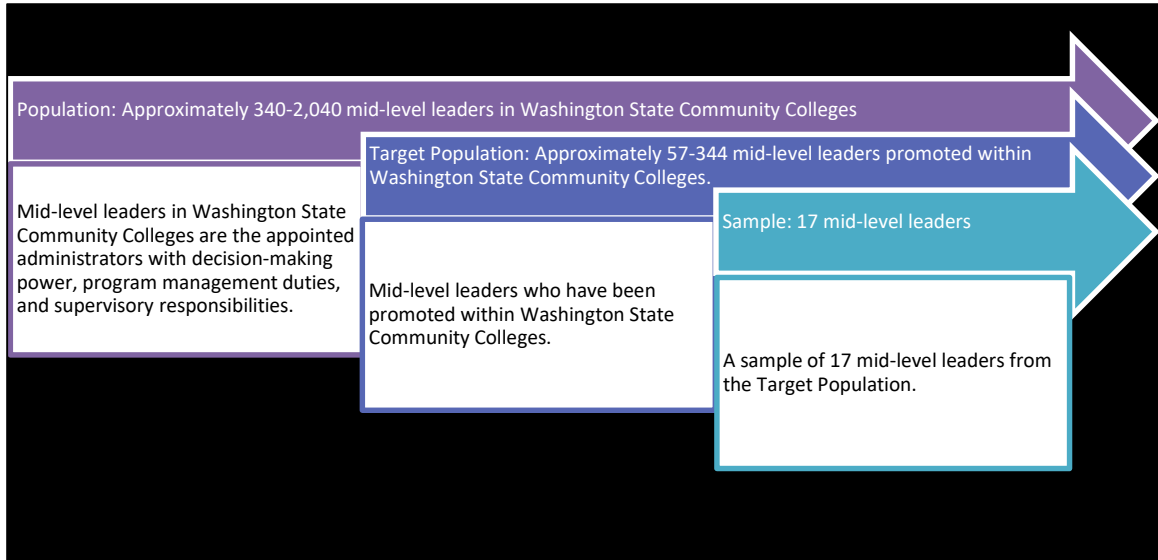 Population: Approximately 340-2,040 mid-level leaders in Washington State Community Colleges
Mid-level leaders in Washington State
Community Colleges are the appointed
administrators with decision-making
power, program management duties,
and supervisory responsibilities.
Target Population: Approximately 57-344 mid-level leaders promoted within
Washington State Community Colleges.
Mid-level leaders who have been
promoted within Washington State
Community Colleges.
Sample: 17 mid-level leaders
A sample of 17 mid-level leaders from
the Target Population.